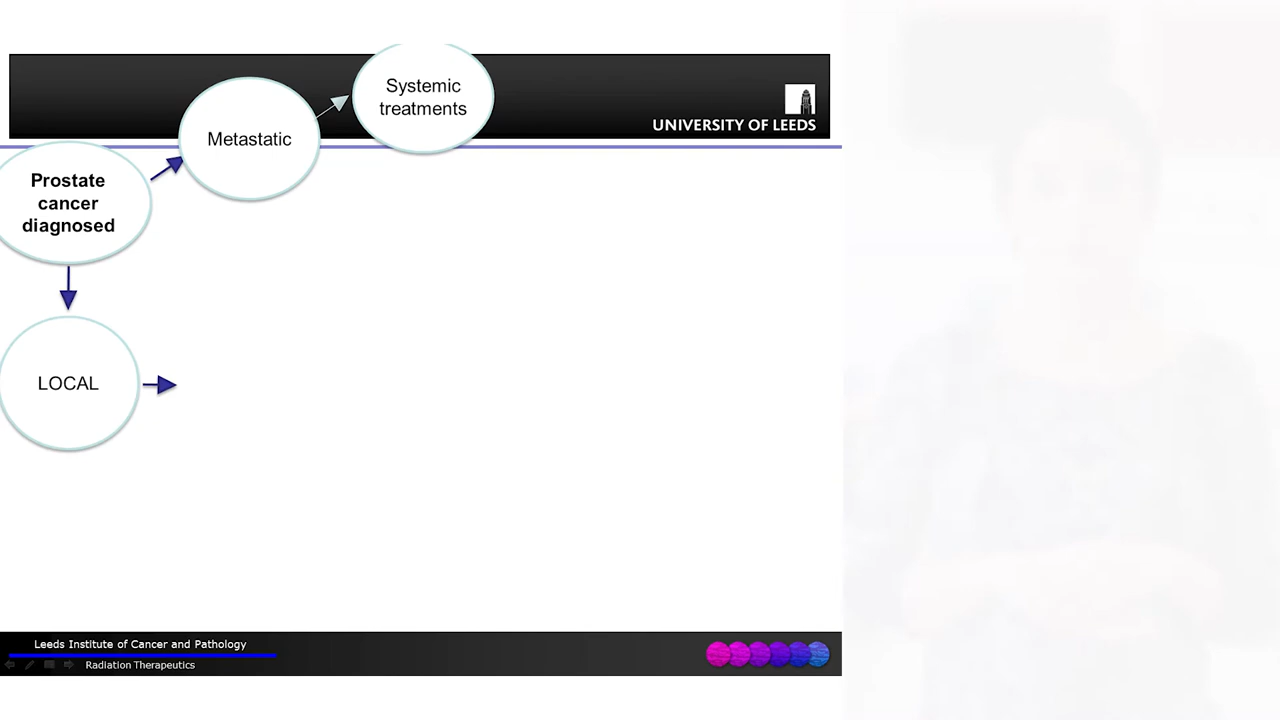 Systemic
treatments
Metastatic
UNIVERSITY OF LEEDS
Prostate
cancer
diagnosed
LOCAL
Leeds Institute of Cancer and Pathology
Radiation Therapeutics